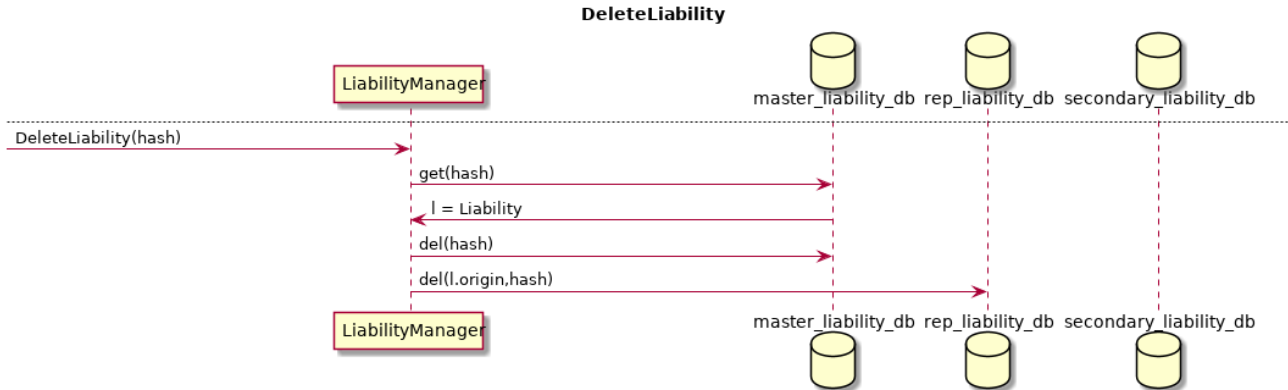 DeleteLiability
LiabilityManager
master_liability_db rep_liability_db secondary_liability_db
DeleteLiability(hash)
get(hash)
l = Liability
del(hash)
del(l.origin,hash)
LiabilityManager
master_liability_db rep_liability_db secondary_liability_db